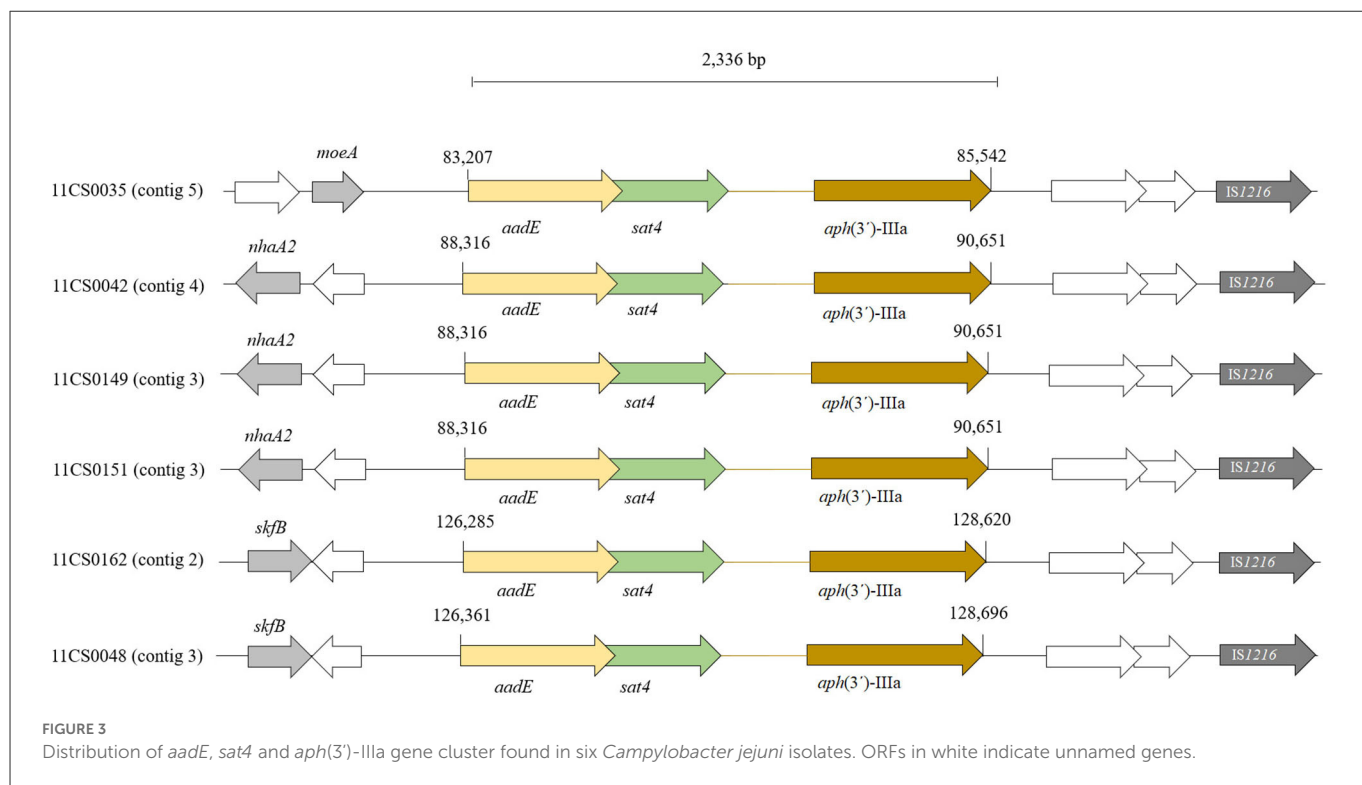 2,336 bp
moeA
83,207
85,542
11CS0035 (contig 5)
IS1216
aadE
sat4
aph(3´)-IIIa
nhaA2
88,316
90,651
11CS0042 (contig 4)
IS1216
aadE
sat4
aph(3´)-IIIa
nhaA2
88,316
90,651
11CS0149 (contig 3)
IS1216
aadE
sat4
aph(3´)-IIIa
nhaA2
88,316
90,651
11CS0151 (contig 3)
IS1216
aadE
sat4
aph(3´)-IIIa
skfB
126,285
128,620
11CS0162 (contig 2)
IS1216
aadE
sat4
aph(3´)-IIIa
skfB
126,361
128,696
11CS0048 (contig 3)
IS1216
aadE
sat4
aph(3´)-IIIa
FIGURE 3
Distribution of aadE, sat4 and aph(3′)-IIIa gene cluster found in six Campylobacter jejuni isolates. ORFs in white indicate unnamed genes.